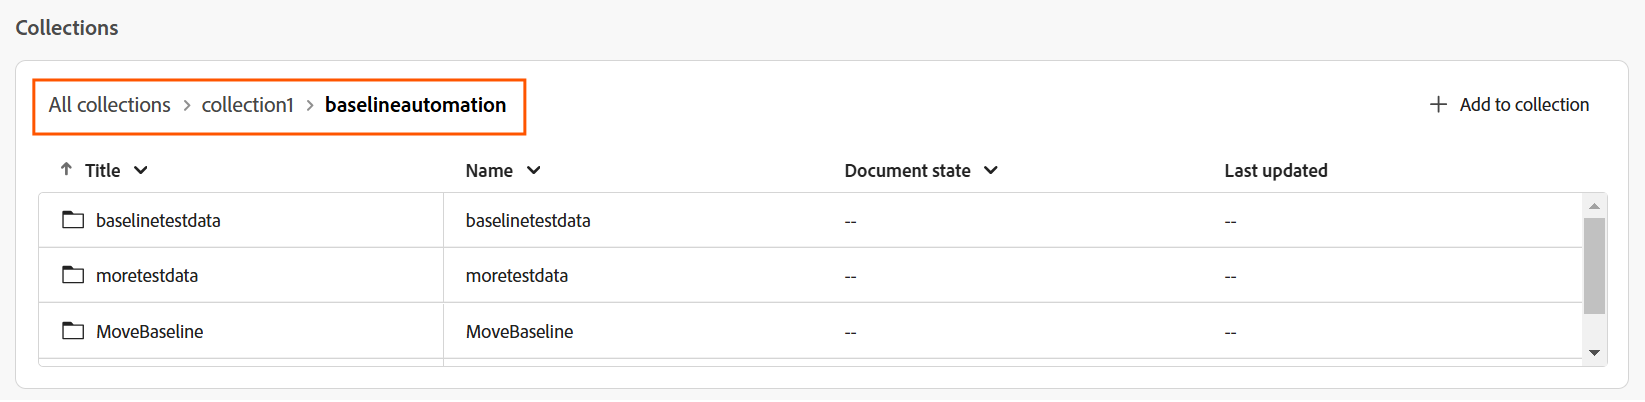 Collections
All collections > collection1 > baselineautomation
+ Add to collection
Title Name Document state Last updated
baselinetestdata baselinetestdata -- --
moretestdata moretestdata -- --
MoveBaseline MoveBaseline -- --